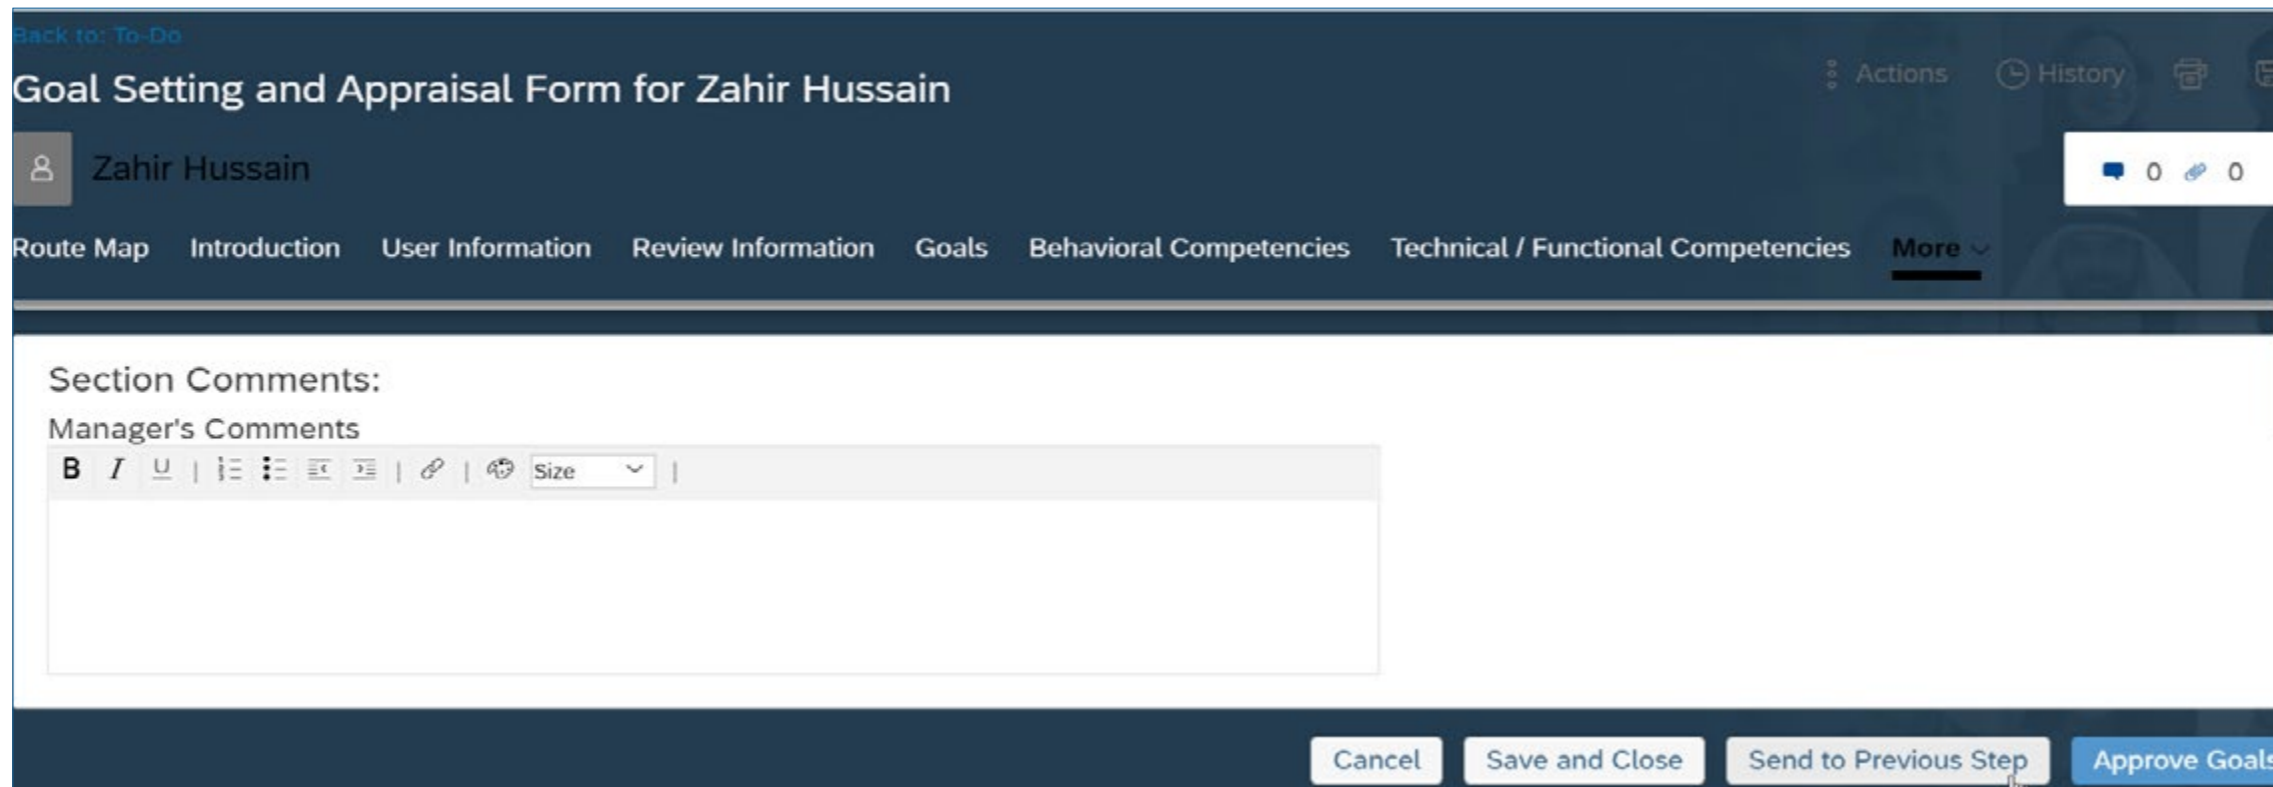 Back to: To-Do
Goal Setting and Appraisal Form for Zahir Hussain
Actions History
Zahir Hussain
0 0
Route Map Introduction User Information Review Information Goals Behavioral Competencies Technical / Functional Competencies More
Section Comments:
Manager's Comments
B I U | | | Size |
Cancel Save and Close Send to Previous Step Approve Goals